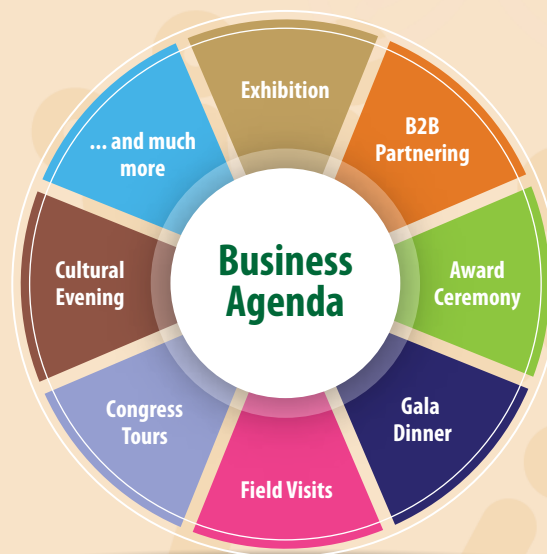 Exhibition
B2B
Partnering
Award
Ceremony
Gala
Dinner
Field Visits
Congress
Tours
Cultural
Evening
... and much
more
Business
Agenda